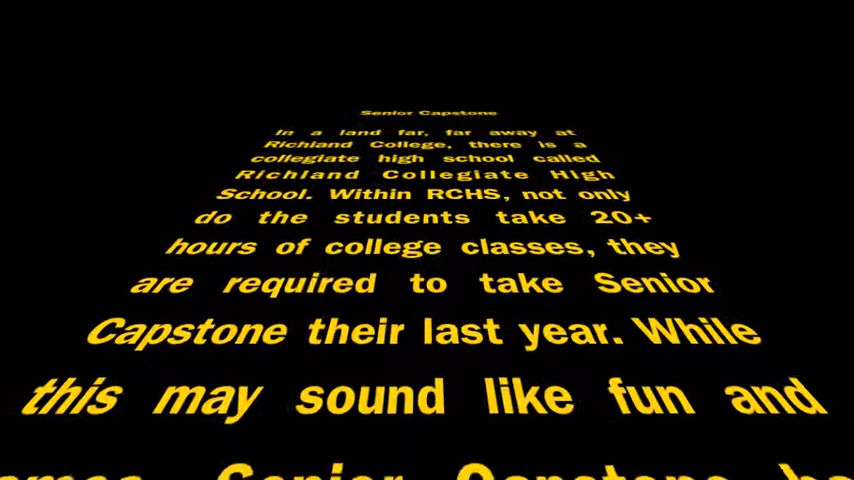 Senior Capstone
In a land far, far away at
Richland College, there is a
collegiate high school called
Richland Collegiate High
School. Within RCHS, not only
do the students take 20+
hours of college classes, they
are required to take Senior
Capstone their last year. While
this may sound like fun and
Senior Capstone